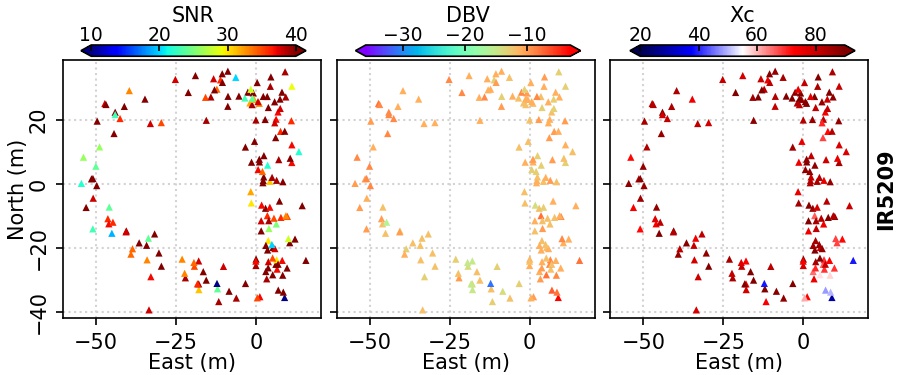 SNR DBV Xc
10 20 30 40 −30 −20 −10 20 40 60 80
20
0
−20
−40
North (m)
−50 −25 0 −50 −25 0 −50 −25 0
East (m) East (m) East (m)
IR5209